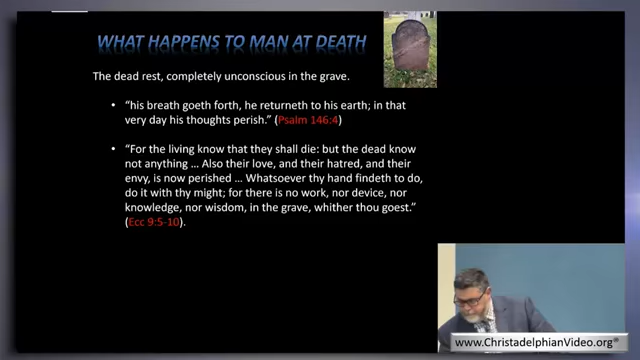 WHAT HAPPENS TO MAN AT DEATH
The dead rest, completely unconscious in the grave.
• “his breath goeth forth, he returneth to his earth; in that
very day his thoughts perish.” (Psalm 146:4)
• “For the living know that they shall die: but the dead know
not anything … Also their love, and their hatred, and their
envy, is now perished … Whatsoever thy hand findeth to do,
do it with thy might; for there is no work, nor device, nor
knowledge, nor wisdom, in the grave, whither thou goest.”
(Ecc 9:5-10).
www.ChristadelphianVideo.org®